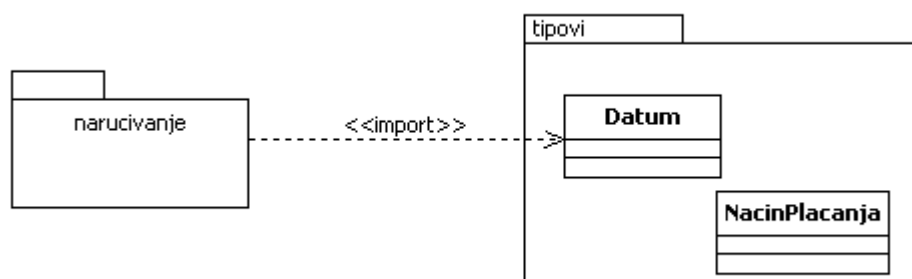 tipovi
narucivanje
<<import>>
Datum
NacinPlacanja